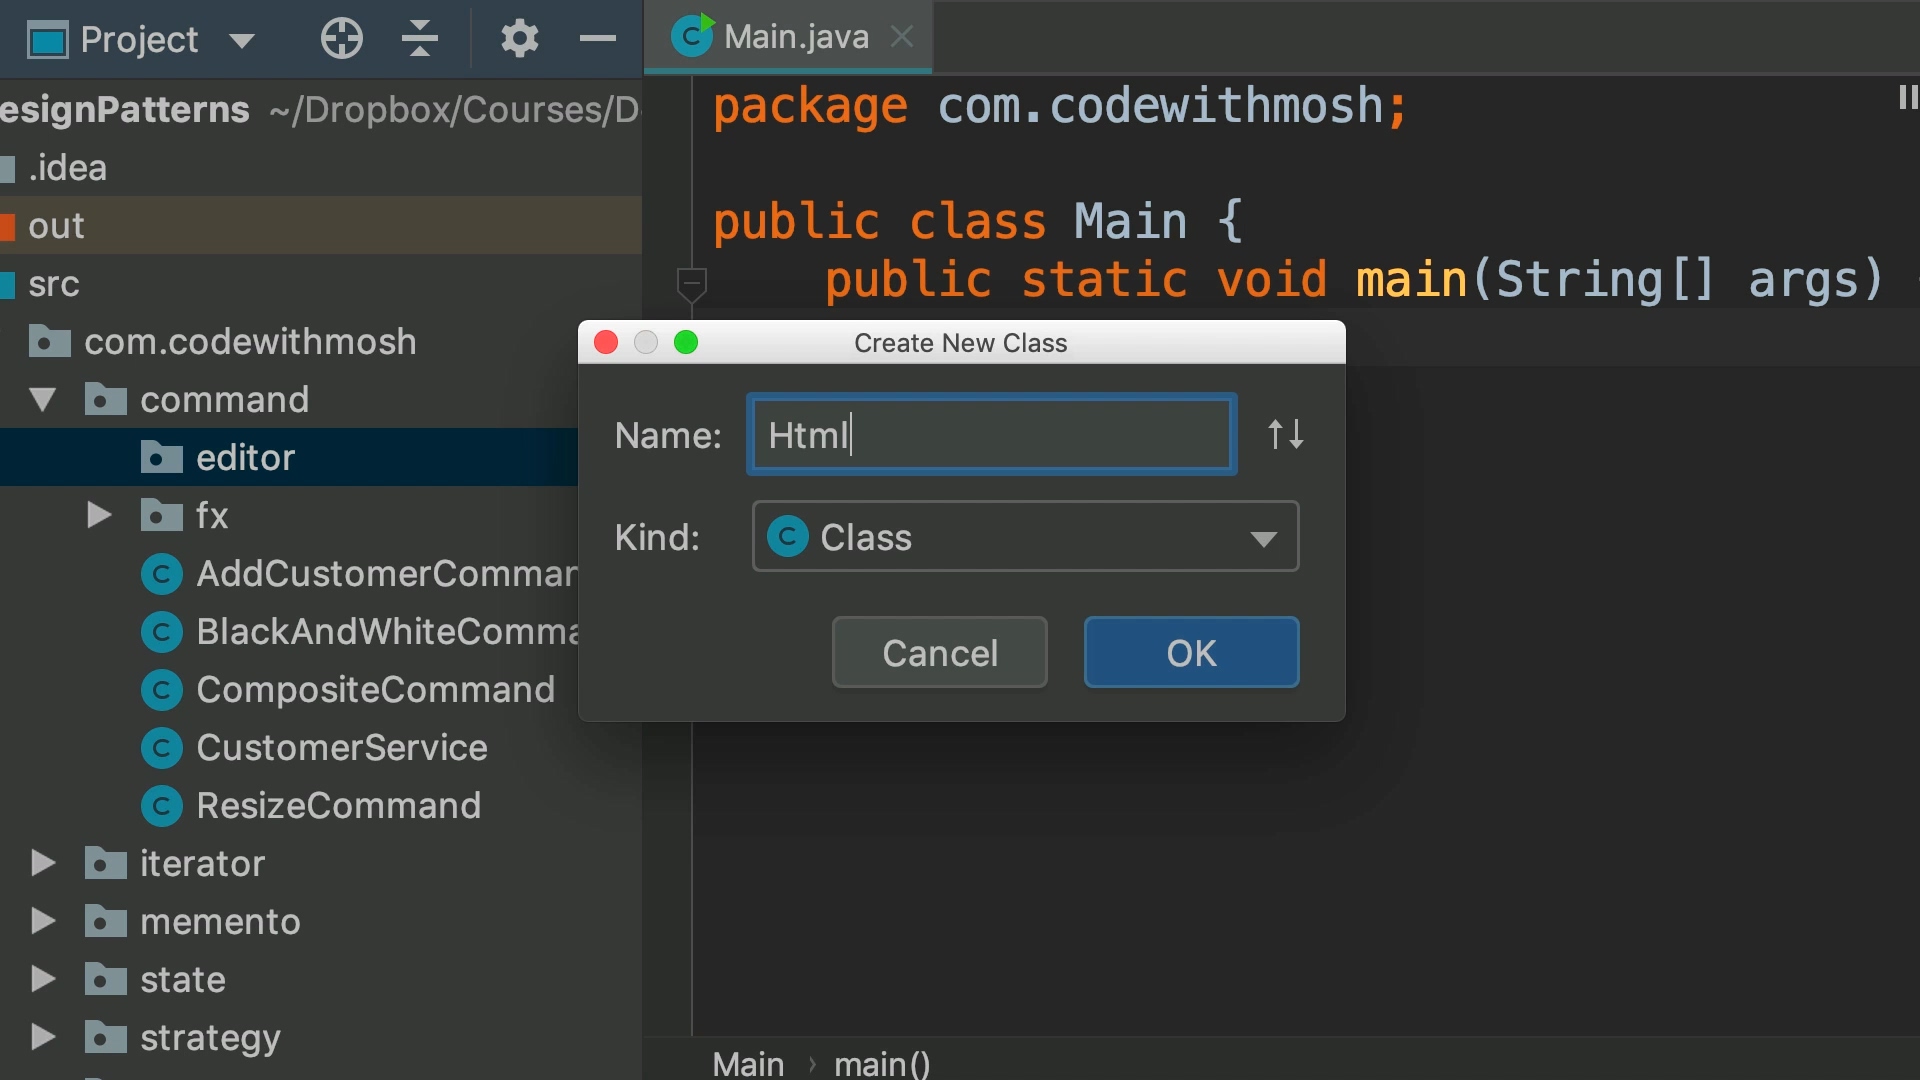 Project
Main.java
esignPatterns ~/Dropbox/Courses/D
.idea
out
src
com.codewithmosh
command
editor
fx
AddCustomerComman
BlackAndWhiteComma
CompositeCommand
CustomerService
ResizeCommand
iterator
memento
state
strategy
package com.codewithmosh;
public class Main {
public static void main(String[] args)
Create New Class
Name: Html
Kind: C Class
Cancel OK
Main › main()